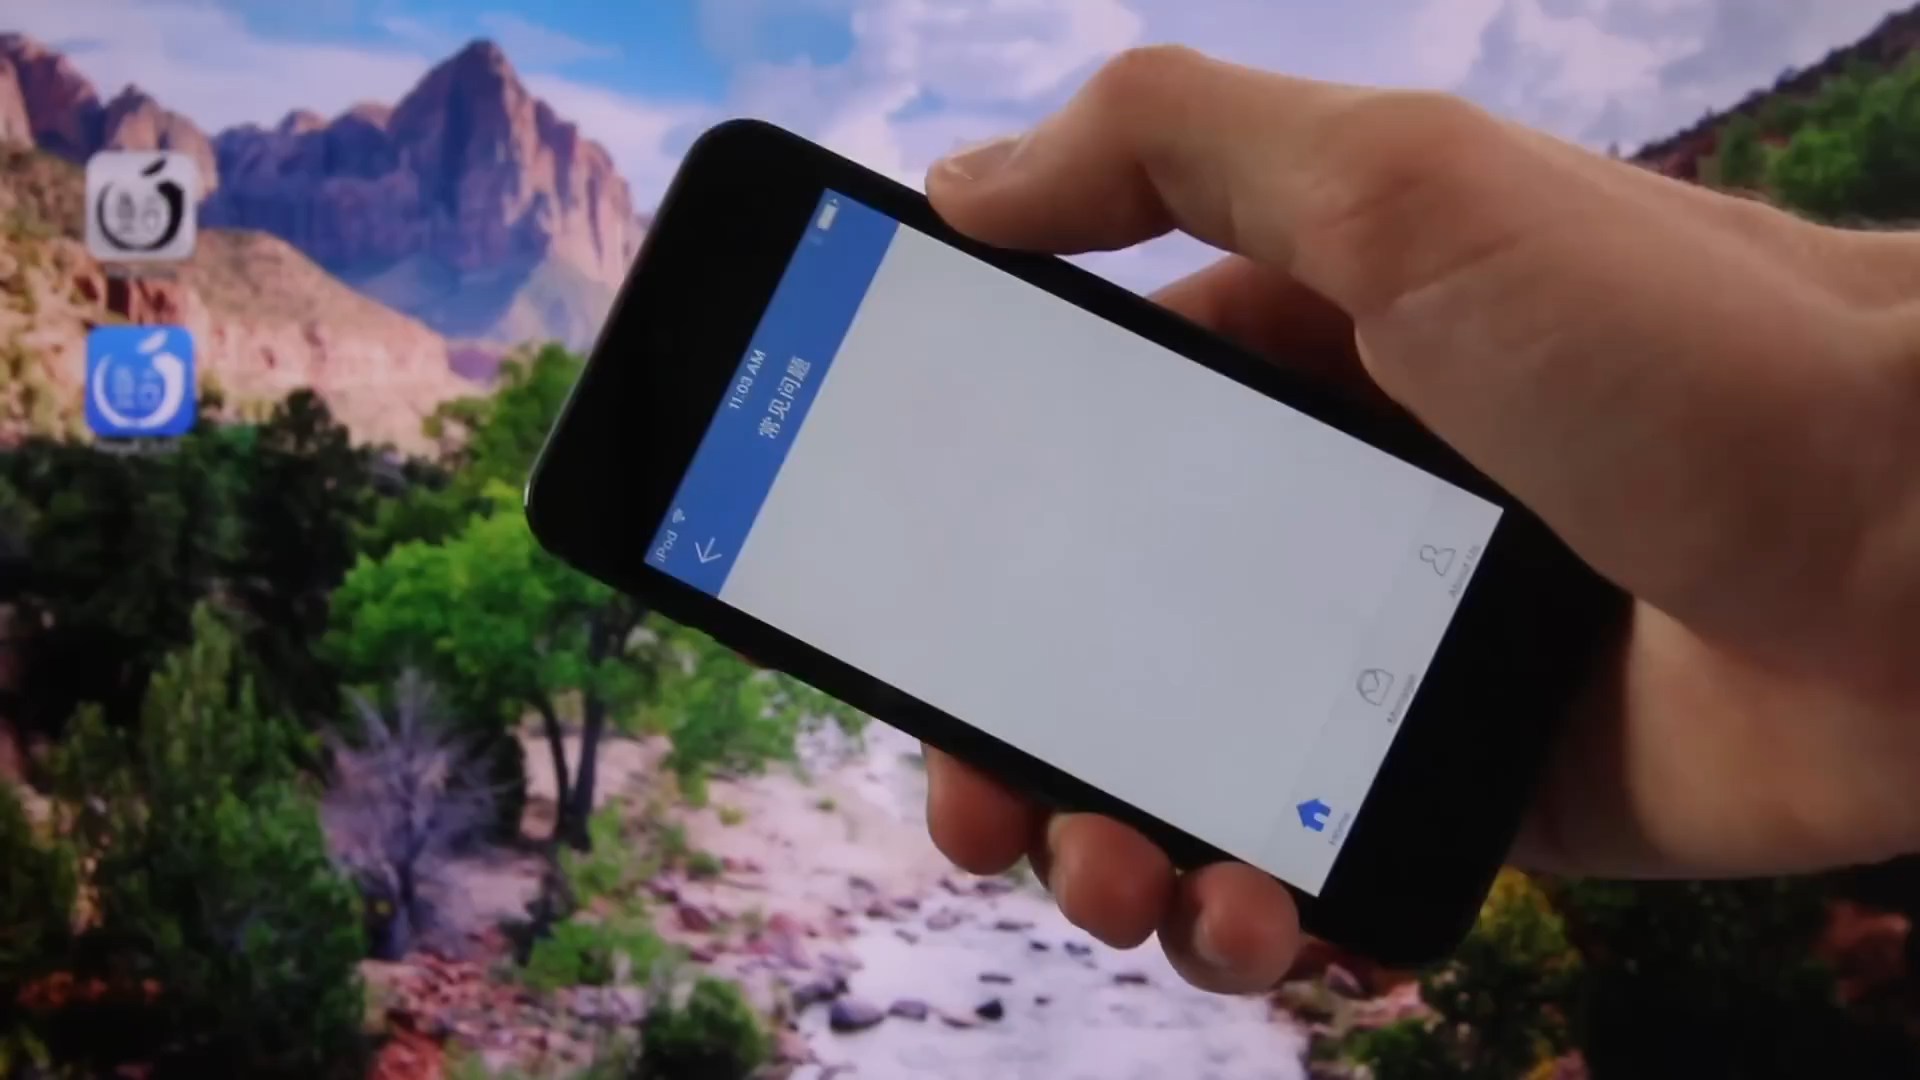 iPod
11:03 AM
常见问题
Home
Message
About Us